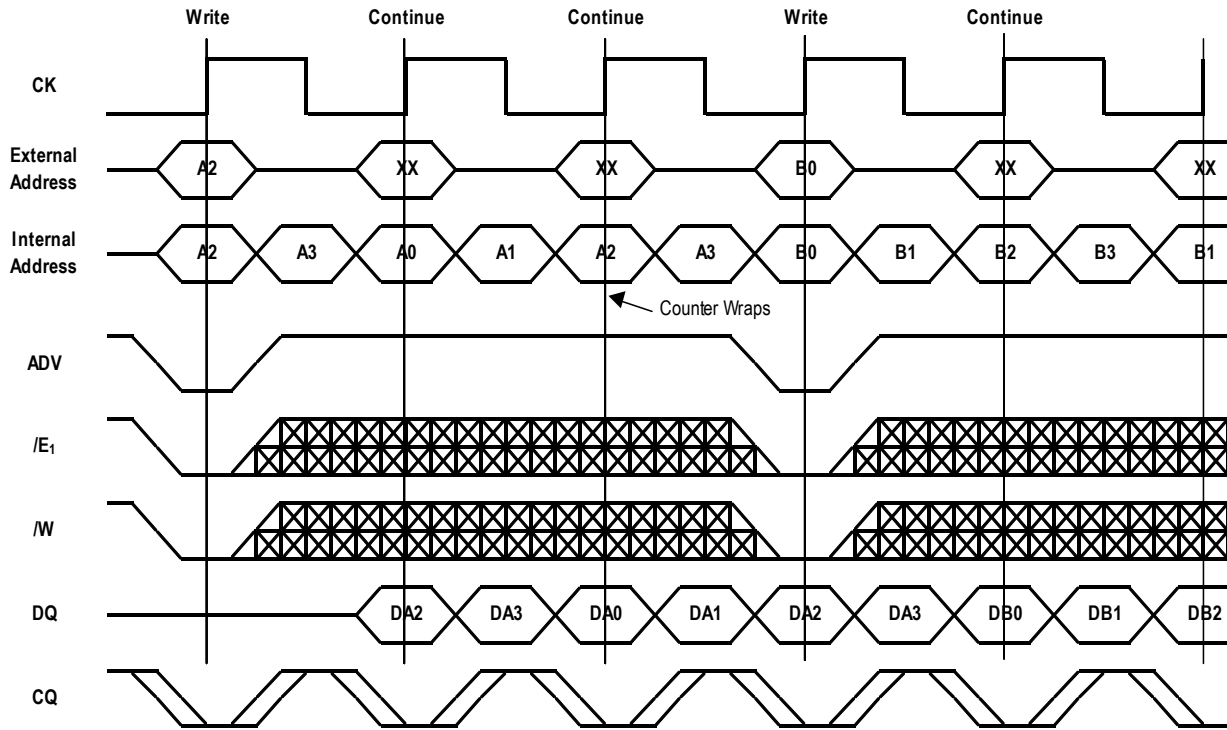 Write Continue Continue Write Continue
CK
External
Address
A2 XX XX B0 XX XX
Internal
Address
A2 A3 A0 A1 A2 A3 B0 B1 B2 B3 B1
Counter Wraps
ADV
/E1
/W
DQ
DA2 DA3 DA0 DA1 DA2 DA3 DB0 DB1 DB2
CQ